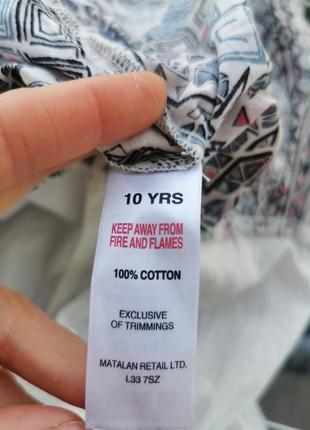 10 YRS
KEEP AWAY FROM
FIRE AND FLAMES
100% COTTON
EXCLUSIVE
OF TRIMMINGS
MATALAN RETAIL LTD.
L33 7SZ